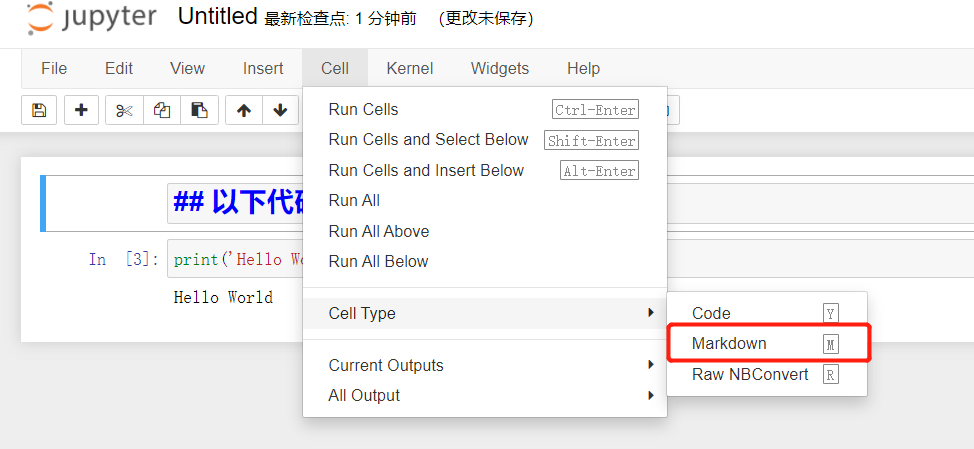 jupyter Untitled 最新检查点: 1 分钟前 (更改未保存)
File Edit View Insert Cell Kernel Widgets Help
Run Cells Ctrl-Enter
Run Cells and Select Below Shift-Enter
Run Cells and Insert Below Alt-Enter
Run All
Run All Above
Run All Below
Cell Type
Code Y
Markdown M
Raw NBConvert R
Current Outputs
All Output
## 以下代
In [3]: print('Hello
Hello World